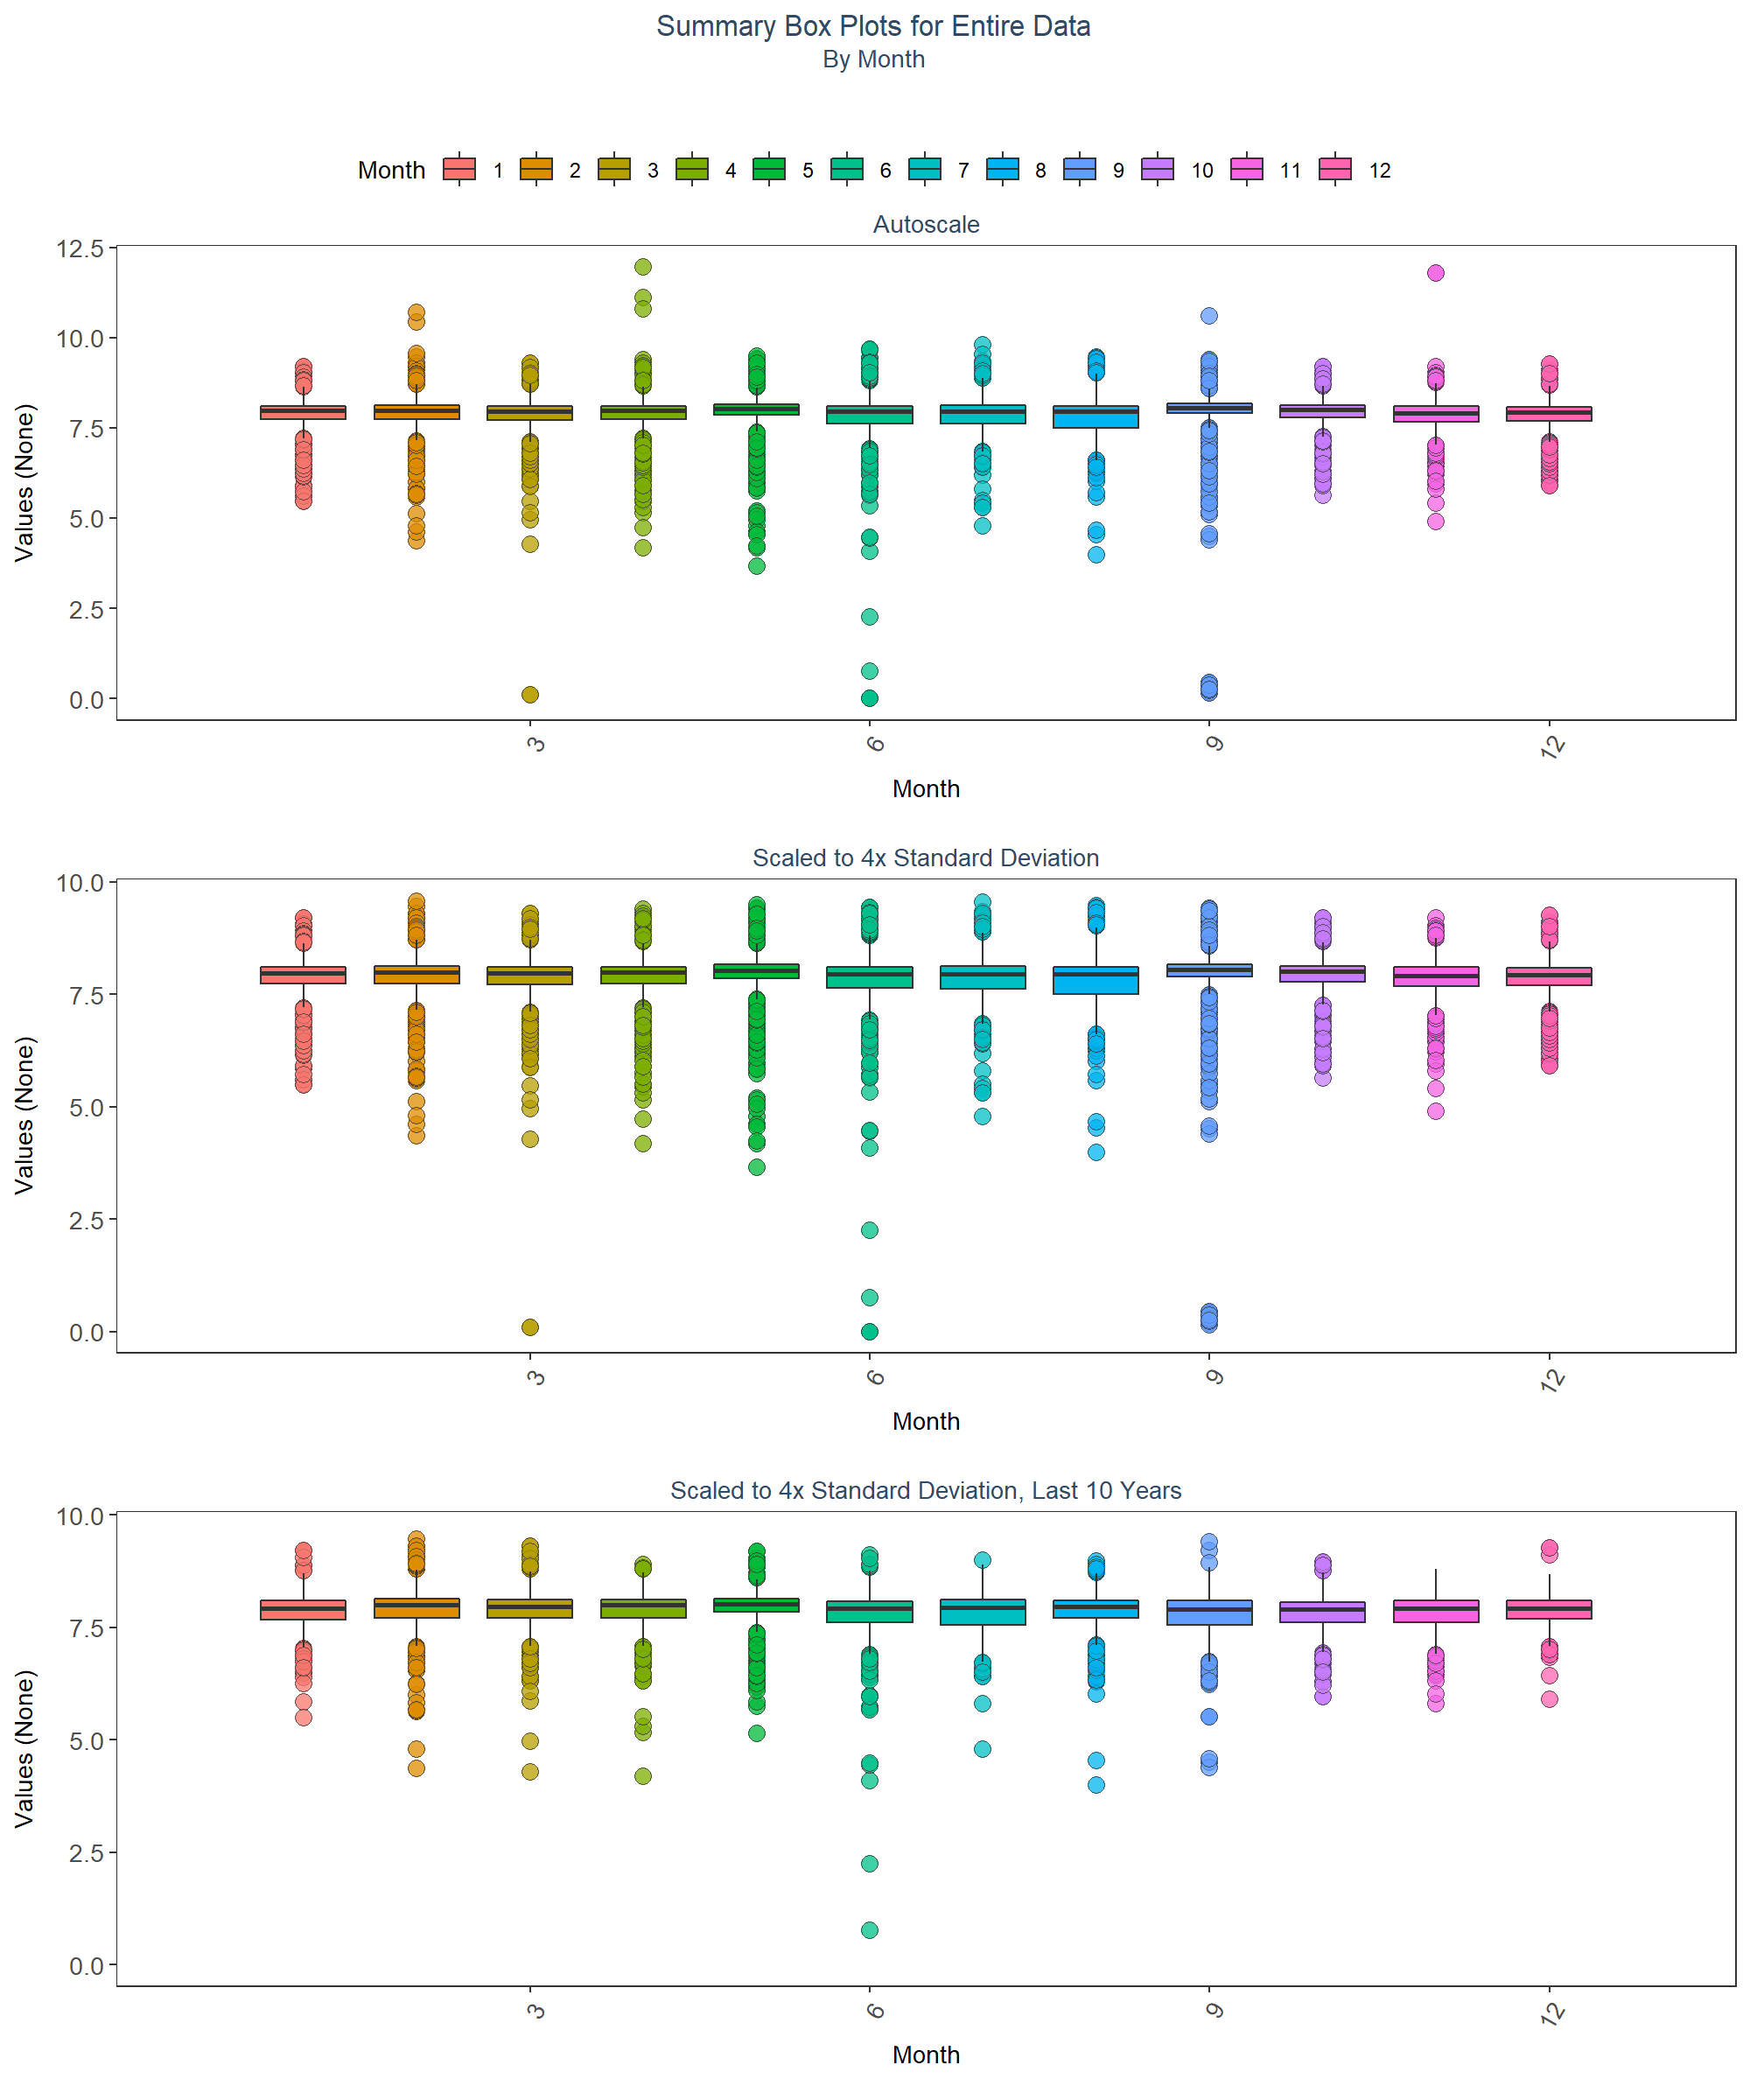 Summary Box Plots for Entire Data
By Month
Month 1 2 3 4 5 6 7 8 9 10 11 12
Autoscale
12.5
10.0
7.5
5.0
2.5
0.0
Values (None)
3 6 9 12
Month
Scaled to 4x Standard Deviation
10.0
7.5
5.0
2.5
0.0
Values (None)
3 6 9 12
Month
Scaled to 4x Standard Deviation, Last 10 Years
10.0
7.5
5.0
2.5
0.0
Values (None)
3 6 9 12
Month